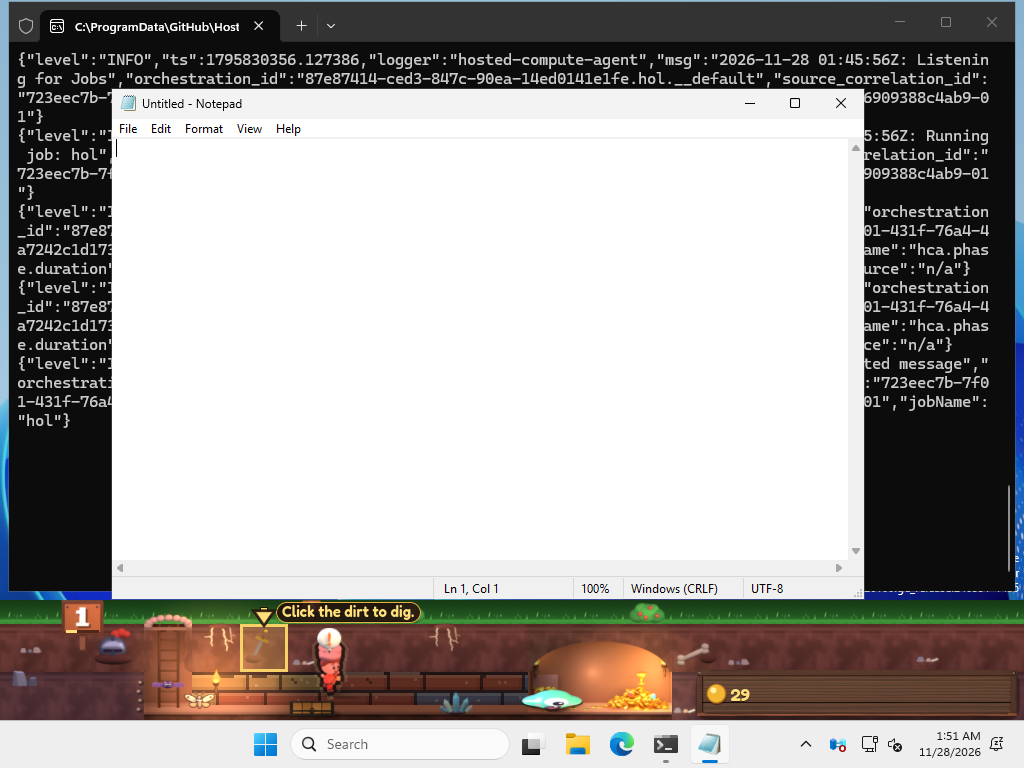 C:\ProgramData\GitHub\Host
{"level":"INFO","ts":1795830356.127386,"logger":"hosted-compute-agent","msg":"2026-11-28 01:45:56Z: Listenin
g for Jobs","orchestration_id":"87e87414-ced3-847c-90ea-14ed0141e1fe.hol.__default","source_correlation_id":
"723eec7b-7 6909388c4ab9-0
1"}
{"level":"I 5:56Z: Running
job: hol", relation_id":"
723eec7b-7f 909388c4ab9-01
"}
{"level":"I "orchestration
_id":"87e87 01-431f-76a4-4
a7242c1d173 ame":"hca.phas
e.duration" urce":"n/a"}
{"level":"I "orchestration
_id":"87e87 01-431f-76a4-4
a7242c1d173 ame":"hca.phas
e.duration" ce":"n/a"}
{"level":"I ted message","
orchestrati :"723eec7b-7f0
1-431f-76a4 01","jobName":
"hol"}
Untitled - Notepad
File Edit Format View Help
Ln 1, Col 1 100% Windows (CRLF) UTF-8
1
Click the dirt to dig.
29
Search
1:51 AM
11/28/2026